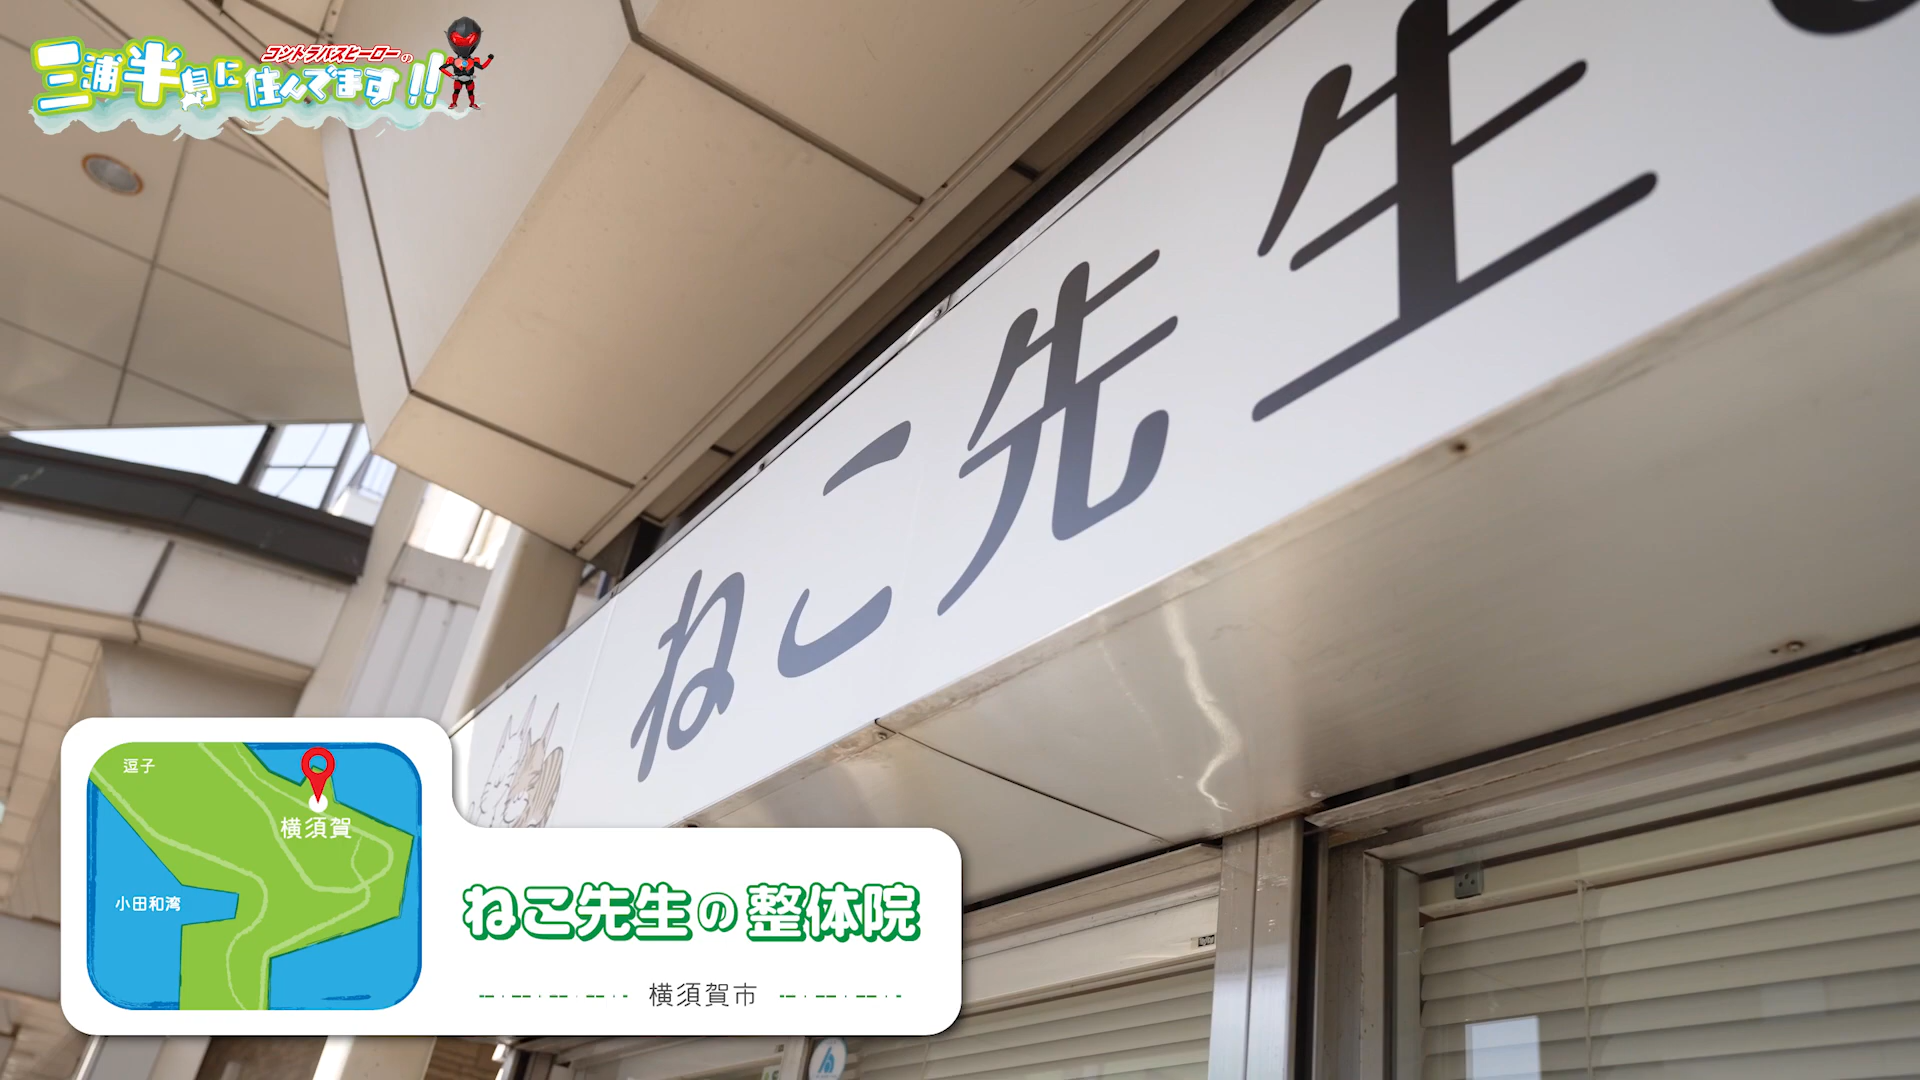 コントラバスヒーローの
三浦半島に住んでます!!
ねこ先生
逗子
横須賀
小田和湾
ねこ先生の整体院
横須賀市